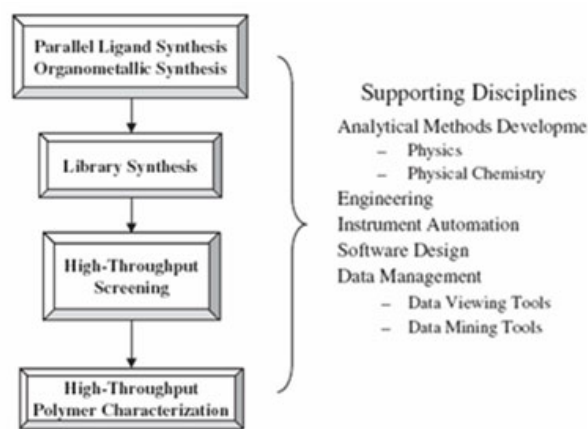 Parallel Ligand Synthesis
Organometallic Synthesis
Library Synthesis
High-Throughput
Screening
High-Throughput
Polymer Characterization
Supporting Disciplines
Analytical Methods Developme
– Physics
– Physical Chemistry
Engineering
Instrument Automation
Software Design
Data Management
– Data Viewing Tools
– Data Mining Tools